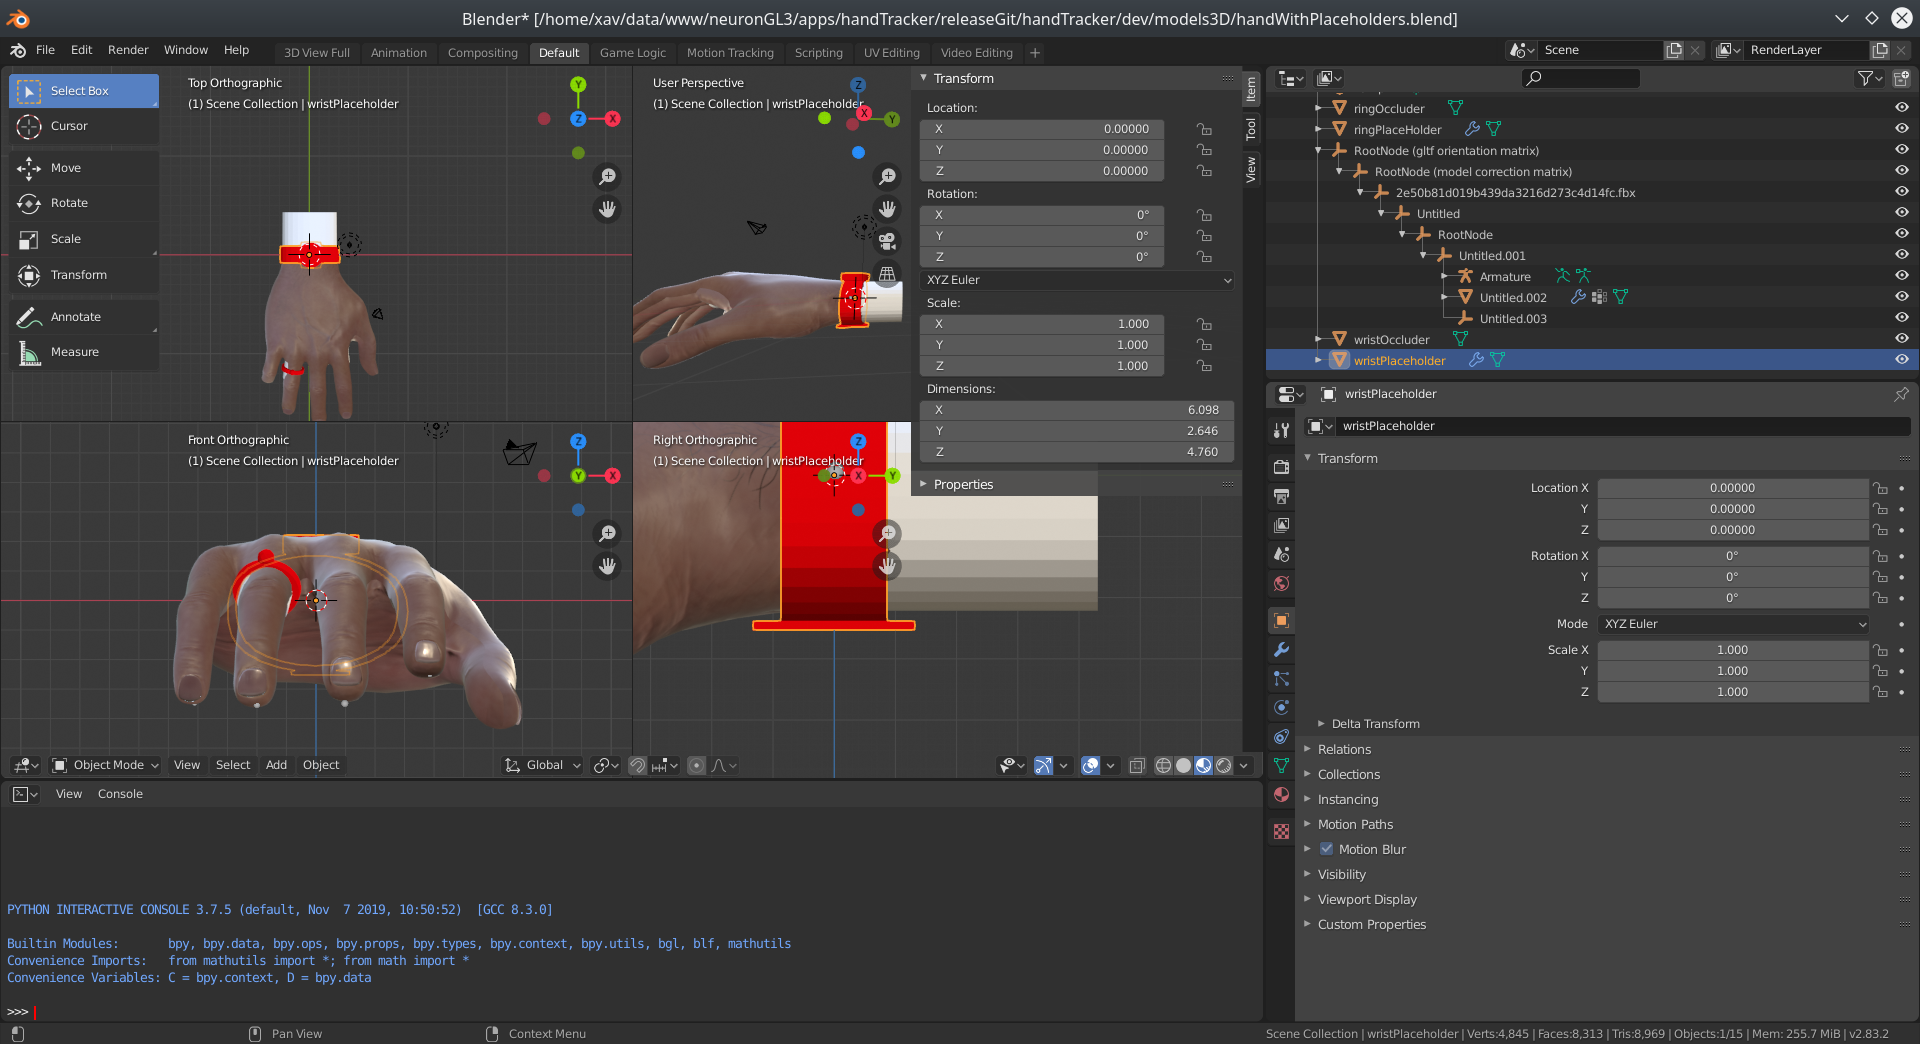 Blender* [/home/xav/data/www/neuronGL3/apps/handTracker/releaseGit/handTracker/dev/models3D/handWithPlaceholders.blend]
File Edit Render Window Help
3D View Full Animation Compositing Default Game Logic Motion Tracking Scripting UV Editing Video Editing +
Scene
RenderLayer
Select Box
Cursor
Move
Rotate
Scale
Transform
Annotate
Measure
Top Orthographic
(1) Scene Collection | wristPlaceholder
Y
Z
X
User Perspective
(1) Scene Collection | wristPlaceholder
Z
X
Y
Transform
Location:
X 0.00000
Y 0.00000
Z 0.00000
Rotation:
X 0°
Y 0°
Z 0°
XYZ Euler
Scale:
X 1.000
Y 1.000
Z 1.000
Dimensions:
X 6.098
Y 2.646
Z 4.760
Properties
Item
Tool
View
Front Orthographic
(1) Scene Collection | wristPlaceholder
Z
Y
X
Right Orthographic
(1) Scene Collection | wristPlaceholder
Z
X
Y
Object Mode View Select Add Object
Global
ringOccluder
ringPlaceHolder
RootNode (gltf orientation matrix)
RootNode (model correction matrix)
2e50b81d019b439da3216d273c4d14fc.fbx
Untitled
RootNode
Untitled.001
Armature
Untitled.002
Untitled.003
wristOccluder
wristPlaceholder
wristPlaceholder
wristPlaceholder
Transform
Location X 0.00000
Y 0.00000
Z 0.00000
Rotation X 0°
Y 0°
Z 0°
Mode XYZ Euler
Scale X 1.000
Y 1.000
Z 1.000
Delta Transform
Relations
Collections
Instancing
Motion Paths
Motion Blur
Visibility
Viewport Display
Custom Properties
View Console
PYTHON INTERACTIVE CONSOLE 3.7.5 (default, Nov  7 2019, 10:50:52)  [GCC 8.3.0]
Builtin Modules:       bpy, bpy.data, bpy.ops, bpy.props, bpy.types, bpy.context, bpy.utils, bgl, blf, mathutils
Convenience Imports:   from mathutils import *; from math import *
Convenience Variables: C = bpy.context, D = bpy.data
>>>
Pan View
Context Menu
Scene Collection | wristPlaceholder | Verts:4,845 | Faces:8,313 | Tris:8,969 | Objects:1/15 | Mem: 255.7 MiB | v2.83.2